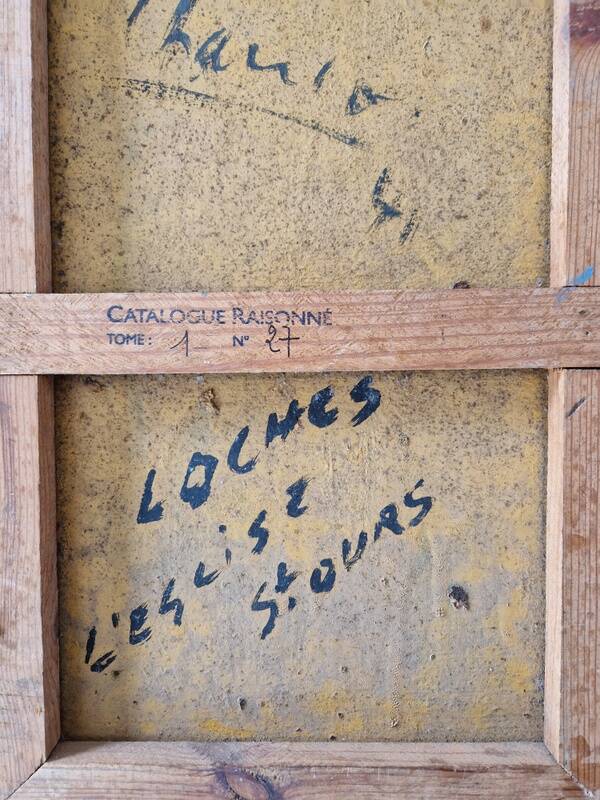 CATALOGUE RAISONNÉ
TOME: 1 N° 27
LOCHES
L'EGLISE
St. OURS